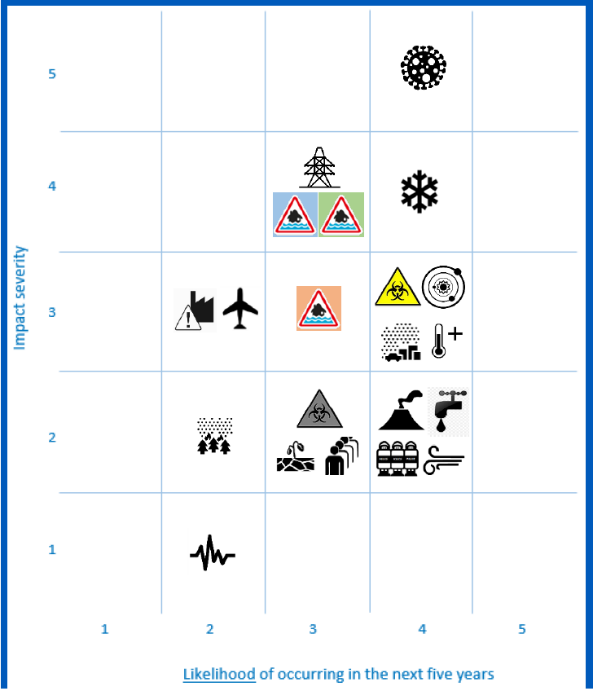 5
4
3
2
1
Impact severity
1 2 3 4 5
Likelihood of occurring in the next five years